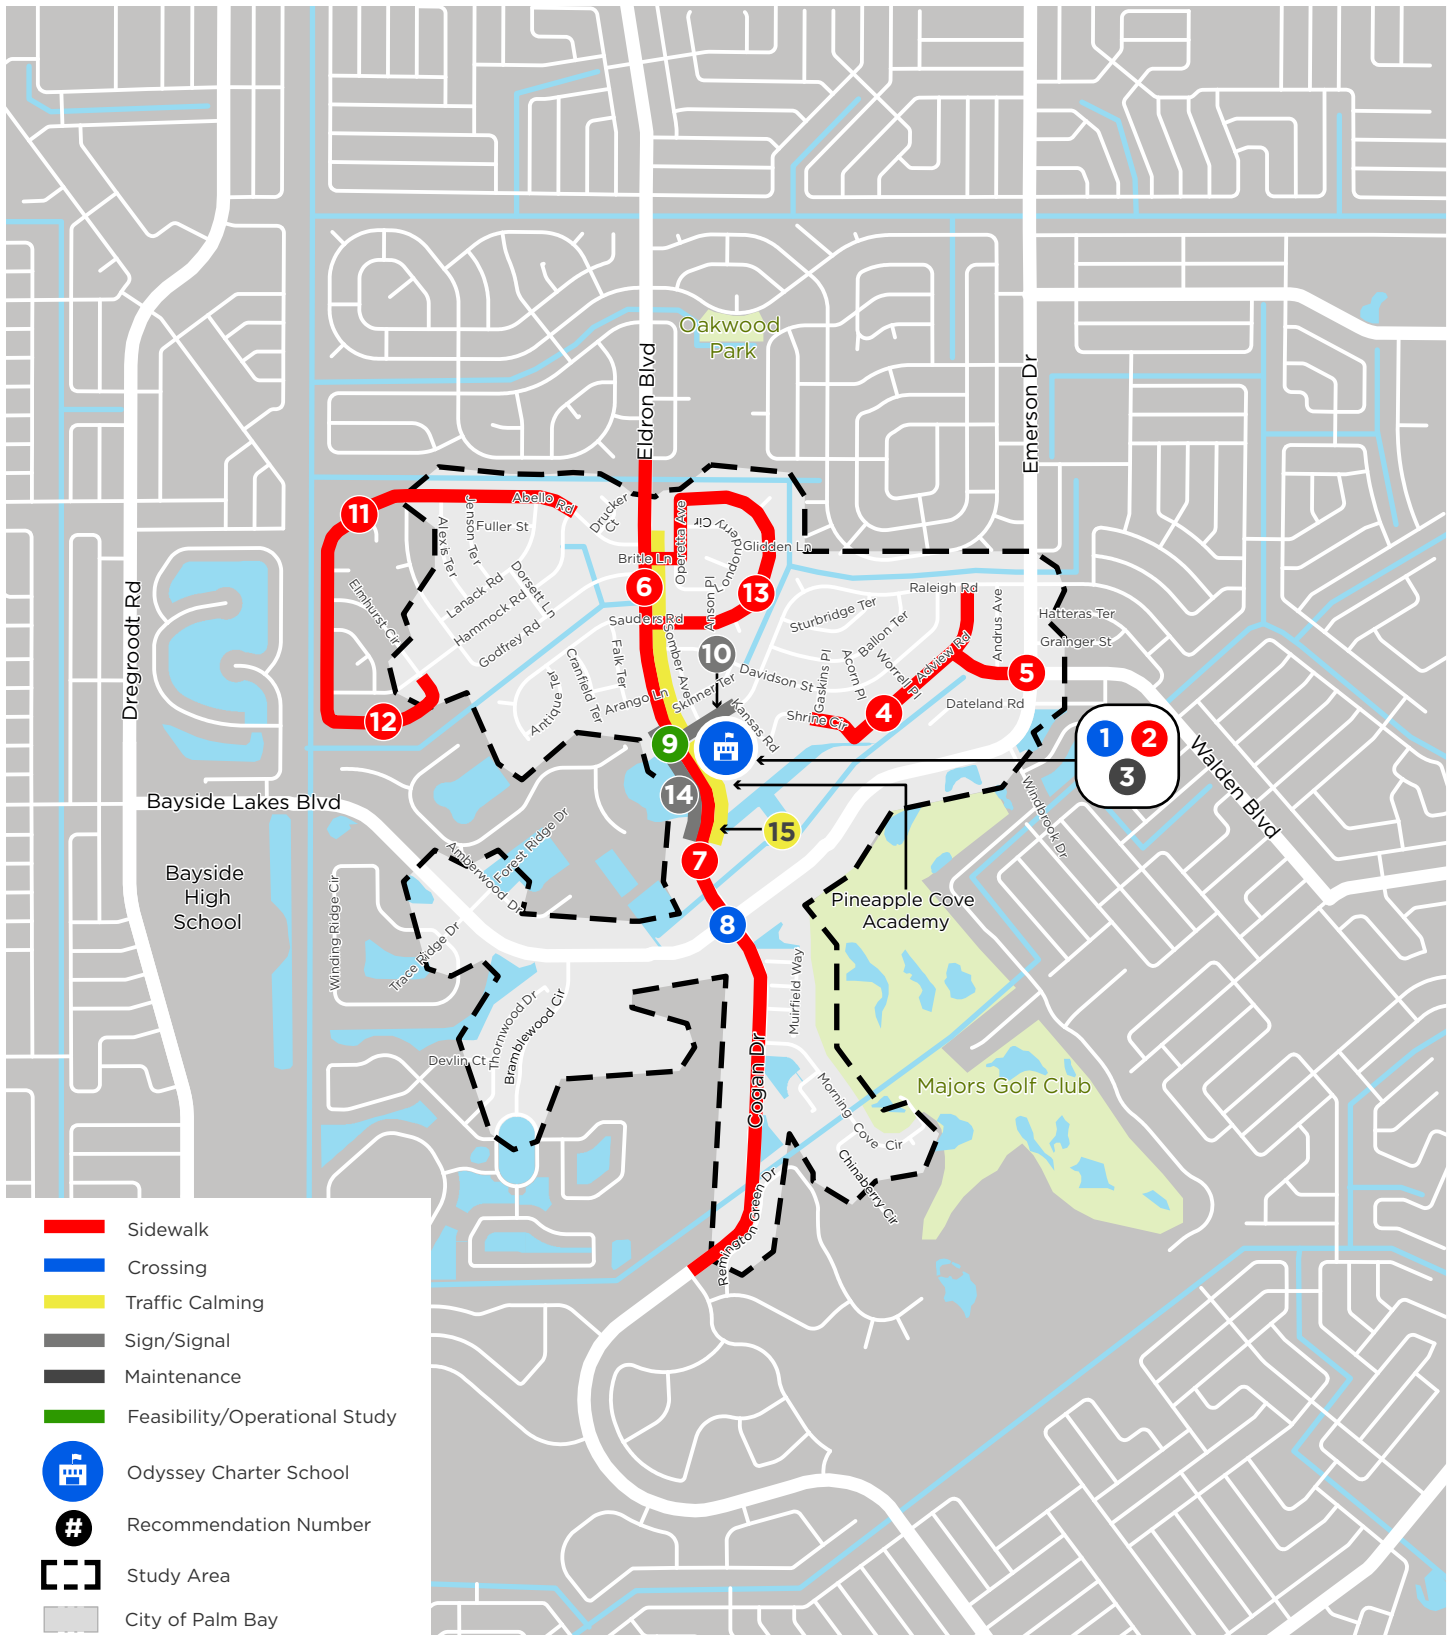 Oakwood
Park
Eldron Blvd
Emerson Dr
Dregroodt Rd
Abello Rd
Drucker
Ct
Operetta Ave
Londonderry Cir
11
Jenson Ter
Fuller St
Alexis Ter
Glidden Ln
Britle Ln
Dorsett Ln
6
13
Anson Pl
Raleigh Rd
Andrus Ave
Elmhurst Cir
Lanack Rd
Hammock Rd
Godfrey Rd
Sauders Rd
Sturbridge Ter
Ballon Ter
Hatteras Ter
Grainger St
Falk Ter
Somber Ave
10
Cranfield Ter
Antique Ter
Arango Ln
Skinner Ter
Davidson St
Gaskins Pl
Acorn Pl
Worrell Pl
Adview Rd
5
Dateland Rd
12
Kansas Rd
Shrine Cir
4
9
1
2
3
Walden Blvd
14
Bayside Lakes Blvd
Windbrook Dr
15
Forest Ridge Dr
Amberwood Dr
7
Bayside
High
School
Winding Ridge Cir
Pineapple Cove
Academy
8
Trace Ridge Dr
Muirfield Way
Thornwood Dr
Bramblewood Cir
Devlin Ct
Cogan Dr
Majors Golf Club
Morning Cove Cir
Chinaberry Cir
Remington Green Dr
Sidewalk
Crossing
Traffic Calming
Sign/Signal
Maintenance
Feasibility/Operational Study
Odyssey Charter School
# Recommendation Number
Study Area
City of Palm Bay